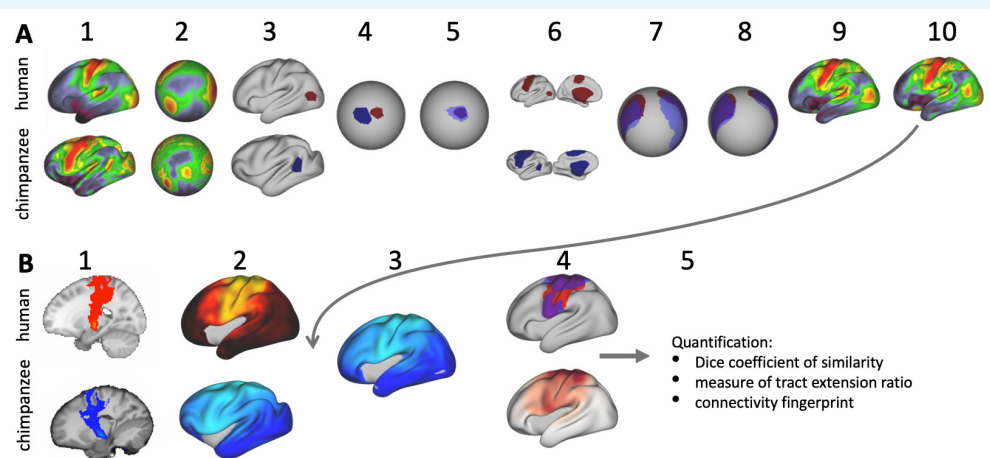 A 1 2 3 4 5 6 7 8 9 10
human
chimpanzee
B 1 2 3 4 5
human
chimpanzee
Quantification:
• Dice coefficient of similarity
• measure of tract extension ratio
• connectivity fingerprint